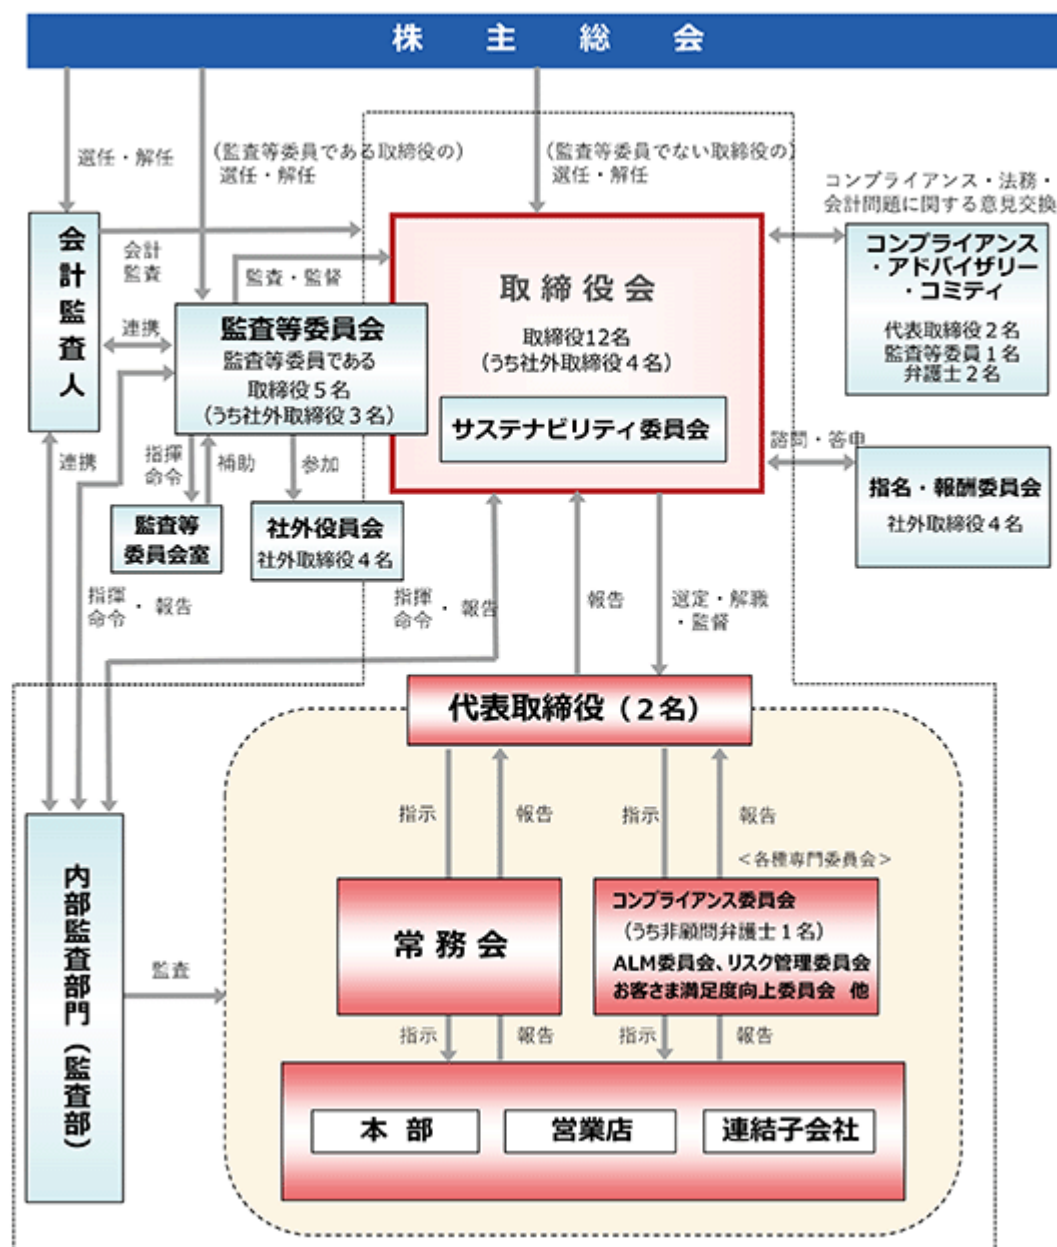 株主総会
選任・解任
(監査等委員である取締役の)
選任・解任
(監査等委員でない取締役の)
選任・解任
コンプライアンス・法務・
会計問題に関する意見交換
会計監査人
会計
監査
監査・監督
連携
監査等委員会
監査等委員である
取締役5名
(うち社外取締役3名)
取締役会
取締役12名
(うち社外取締役4名)
サステナビリティ委員会
コンプライアンス
・アドバイザリー
・コミティ
代表取締役2名
監査等委員1名
弁護士2名
諮問・答申
指名・報酬委員会
社外取締役4名
連携
指揮
命令
補助
参加
監査等
委員会室
社外役員会
社外取締役4名
指揮
命令・報告
指揮
命令・報告
報告
選定・解職
・監督
代表取締役(2名)
指示
報告
指示
報告
<各種専門委員会>
常務会
コンプライアンス委員会
(うち非顧問弁護士1名)
ALM委員会、リスク管理委員会
お客さま満足度向上委員会 他
内部監査部門(監査部)
監査
指示
報告
指示
報告
本部
営業店
連結子会社